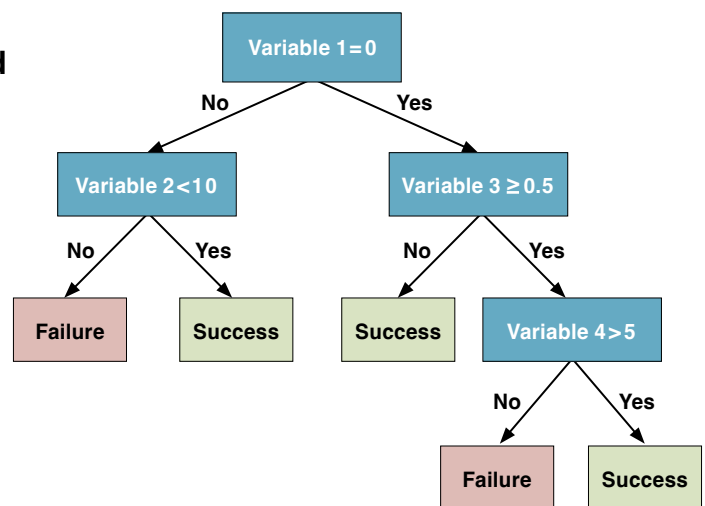 Variable 1=0
No
Yes
Variable 2<10
Variable 3 ≥ 0.5
No
Yes
No
Yes
Failure
Success
Success
Variable 4>5
No
Yes
Failure
Success